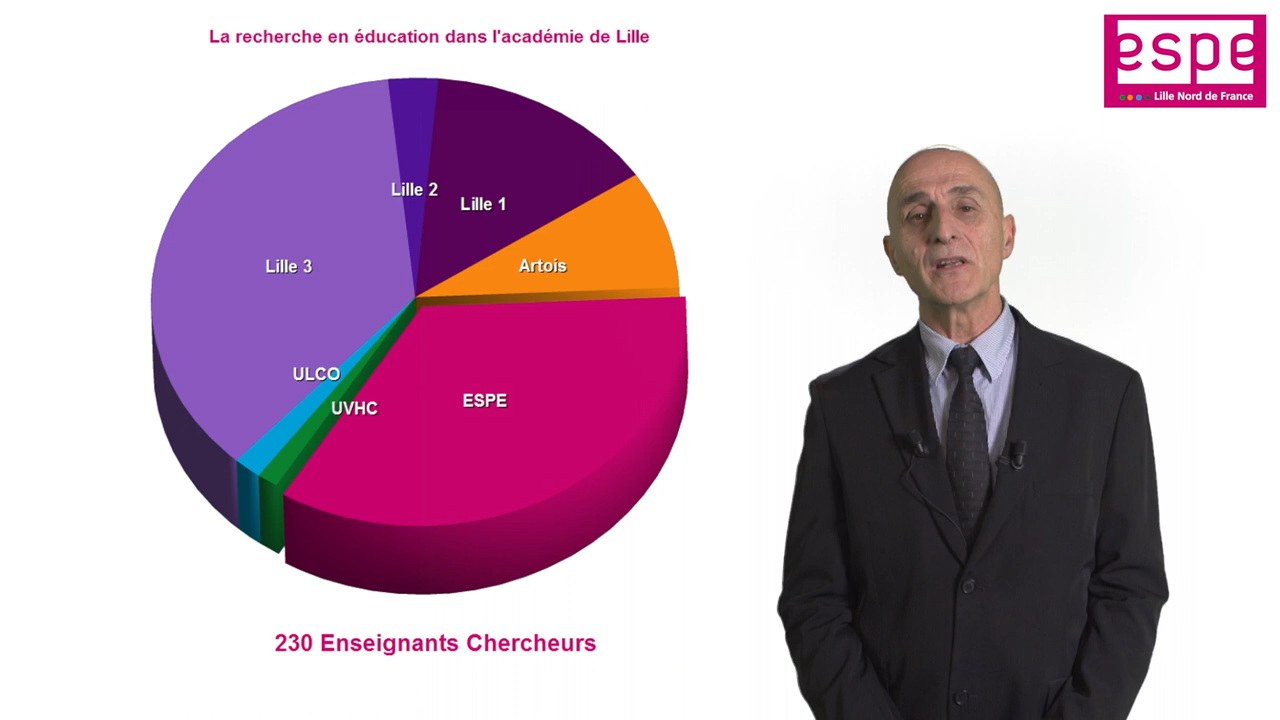 La recherche en éducation dans l'académie de Lille
espe
Lille Nord de France
Lille 2
Lille 1
Lille 3
Artois
ULCO
UVHC
ESPE
230 Enseignants Chercheurs